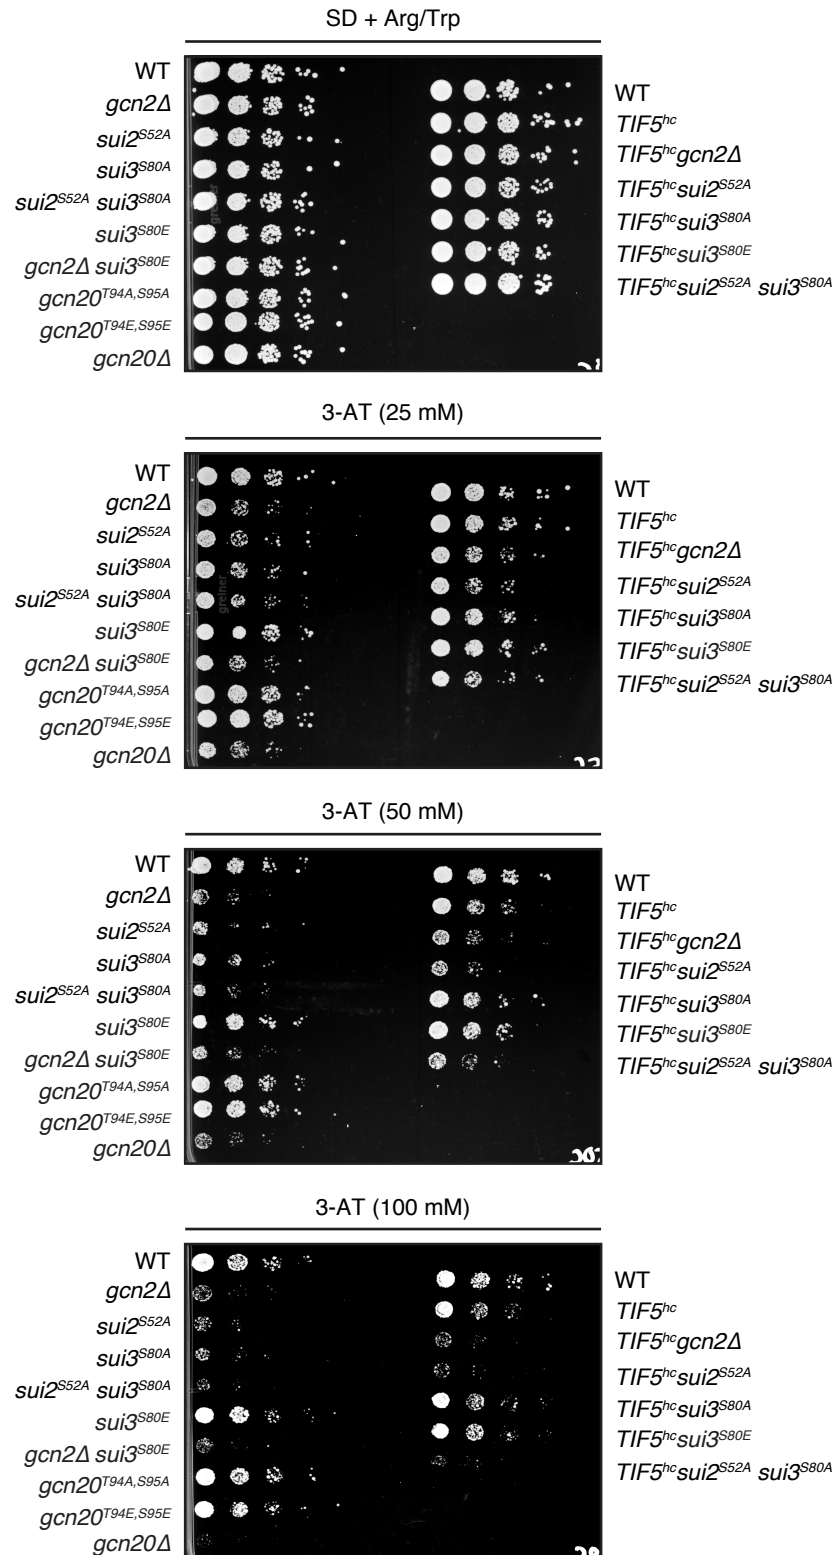 SD + Arg/Trp
WT
gcn2Δ
sui2S52A
sui3S80A
sui2S52A sui3S80A
sui3S80E
gcn2Δ sui3S80E
gcn20T94A,S95A
gcn20T94E,S95E
gcn20Δ
greiner
WT
TIF5hc
TIF5hcgcn2Δ
TIF5hcsui2S52A
TIF5hcsui3S80A
TIF5hcsui3S80E
TIF5hcsui2S52A sui3S80A
3-AT (25 mM)
WT
gcn2Δ
sui2S52A
sui3S80A
sui2S52A sui3S80A
sui3S80E
gcn2Δ sui3S80E
gcn20T94A,S95A
gcn20T94E,S95E
gcn20Δ
greiner
WT
TIF5hc
TIF5hcgcn2Δ
TIF5hcsui2S52A
TIF5hcsui3S80A
TIF5hcsui3S80E
TIF5hcsui2S52A sui3S80A
3-AT (50 mM)
WT
gcn2Δ
sui2S52A
sui3S80A
sui2S52A sui3S80A
sui3S80E
gcn2Δ sui3S80E
gcn20T94A,S95A
gcn20T94E,S95E
gcn20Δ
WT
TIF5hc
TIF5hcgcn2Δ
TIF5hcsui2S52A
TIF5hcsui3S80A
TIF5hcsui3S80E
TIF5hcsui2S52A sui3S80A
3-AT (100 mM)
WT
gcn2Δ
sui2S52A
sui3S80A
sui2S52A sui3S80A
sui3S80E
gcn2Δ sui3S80E
gcn20T94A,S95A
gcn20T94E,S95E
gcn20Δ
WT
TIF5hc
TIF5hcgcn2Δ
TIF5hcsui2S52A
TIF5hcsui3S80A
TIF5hcsui3S80E
TIF5hcsui2S52A sui3S80A